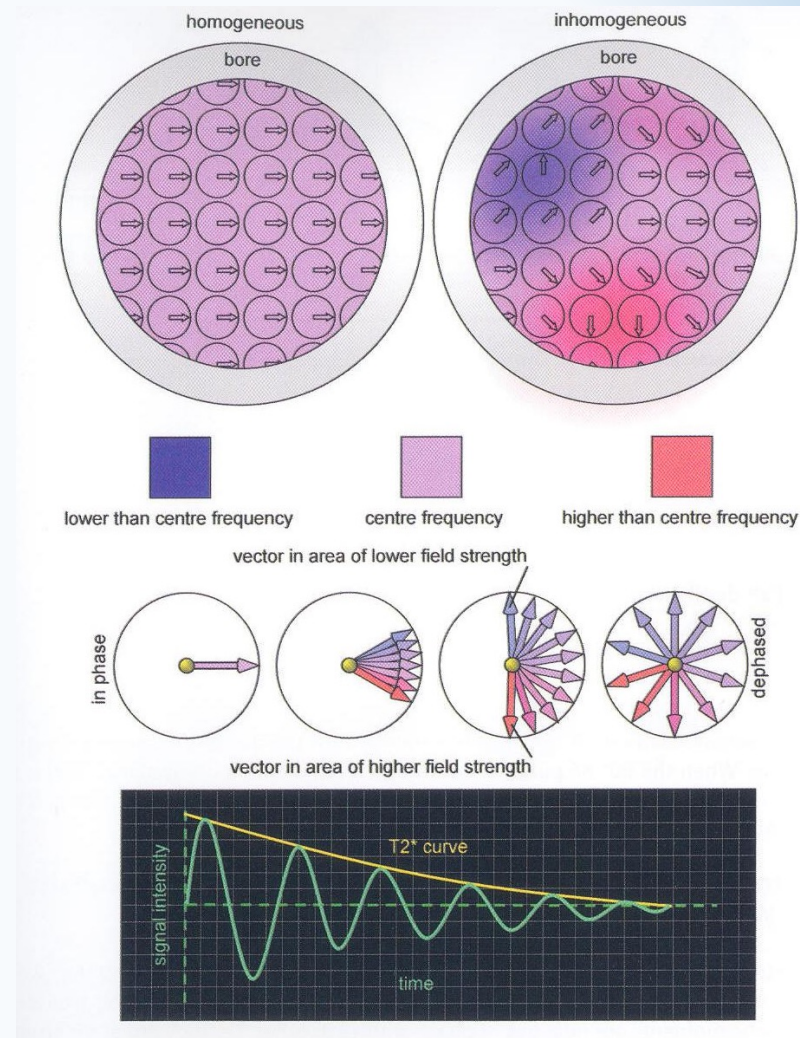 homogeneous
inhomogeneous
bore
bore
lower than centre frequency
centre frequency
higher than centre frequency
vector in area of lower field strength
in phase
dephased
vector in area of higher field strength
T2* curve
signal intensity
time